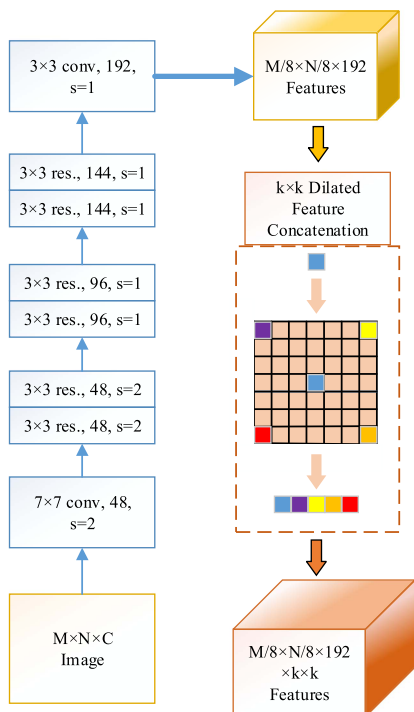 3×3 conv, 192,
s=1
3×3 res., 144, s=1
3×3 res., 144, s=1
3×3 res., 96, s=1
3×3 res., 96, s=1
3×3 res., 48, s=2
3×3 res., 48, s=2
7×7 conv, 48,
s=2
M×N×C
Image
M/8×N/8×192
Features
k×k Dilated
Feature
Concatenation
M/8×N/8×192
×k×k
Features